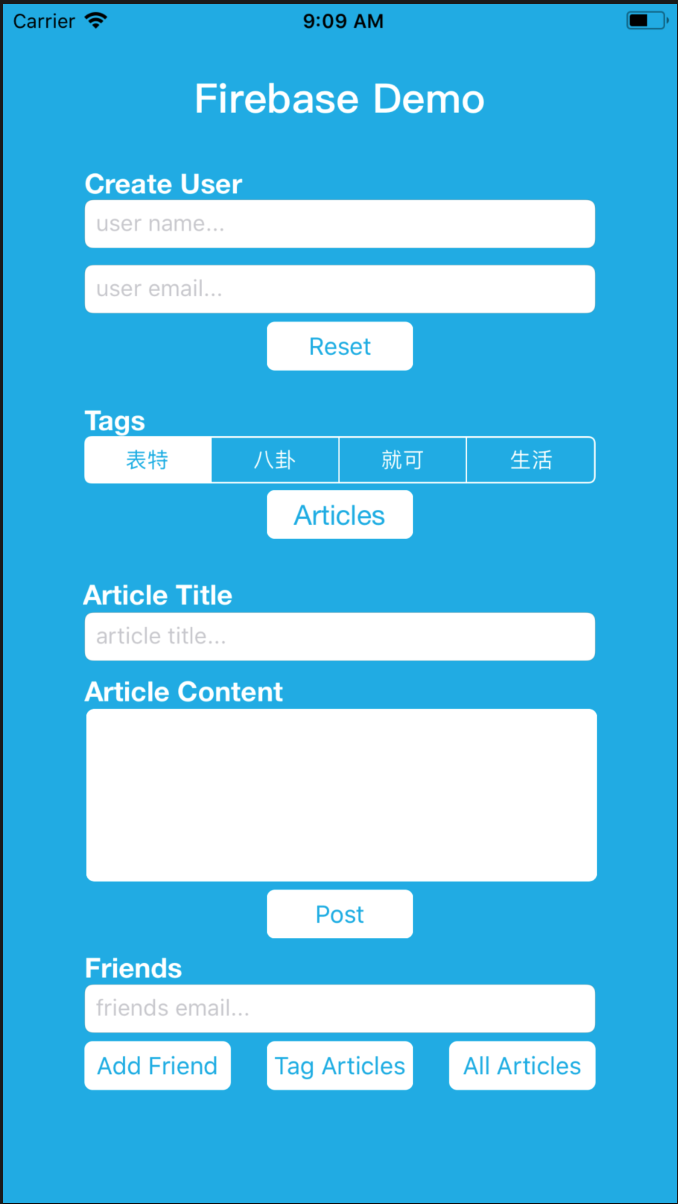 Carrier 9:09 AM
Firebase Demo
Create User
user name...
user email...
Reset
Tags
表特 八卦 就可 生活
Articles
Article Title
article title...
Article Content
Post
Friends
friends email...
Add Friend Tag Articles All Articles